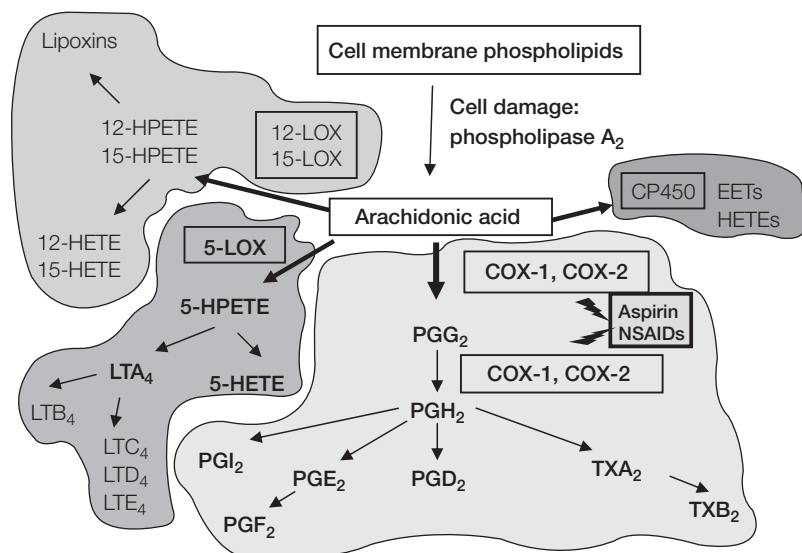 Cell membrane phospholipids
Cell damage:
phospholipase A₂
Lipoxins
12-HPETE
15-HPETE
12-LOX
15-LOX
12-HETE
15-HETE
Arachidonic acid
CP450
EETs
HETEs
5-LOX
5-HPETE
LTA₄
5-HETE
LTB₄
LTC₄
LTD₄
LTE₄
COX-1, COX-2
Aspirin
NSAIDs
PGG₂
COX-1, COX-2
PGH₂
PGI₂
PGE₂
PGF₂
PGD₂
TXA₂
TXB₂